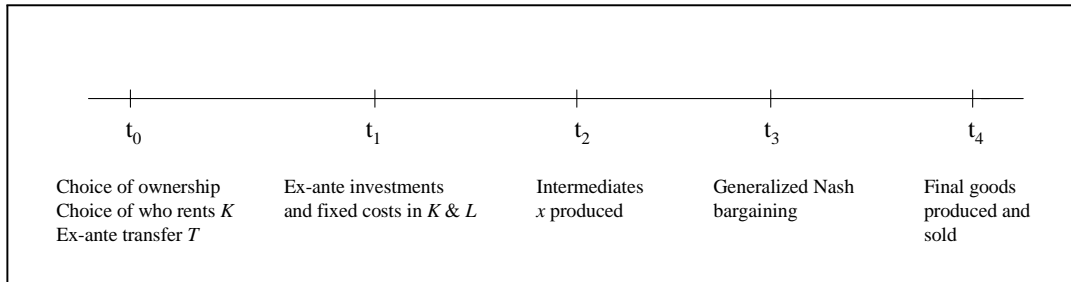 t0
t1
t2
t3
t4
Choice of ownership
Choice of who rents K
Ex-ante transfer T
Ex-ante investments
and fixed costs in K & L
Intermediates
x produced
Generalized Nash
bargaining
Final goods
produced and
sold